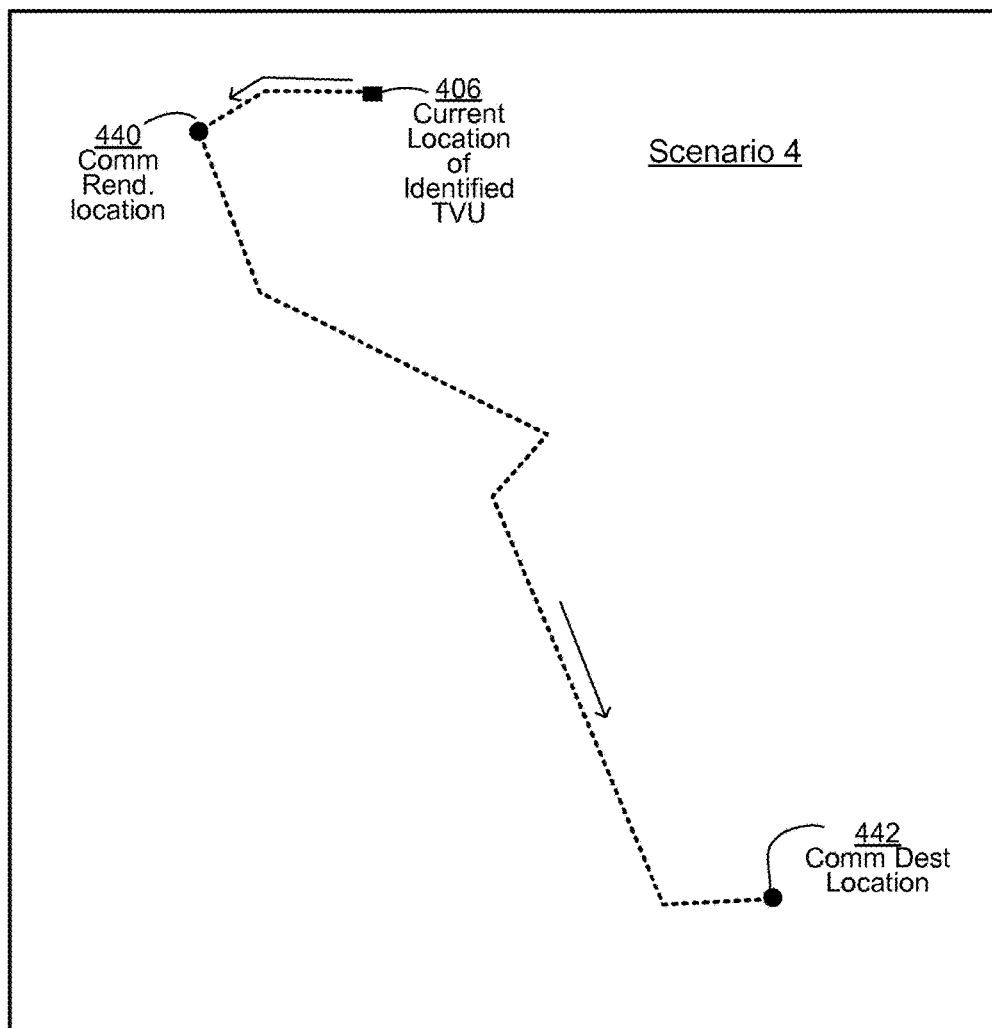 406
Current
Location
of
Identified
TVU
440
Comm
Rend.
location
Scenario 4
442
Comm Dest
Location